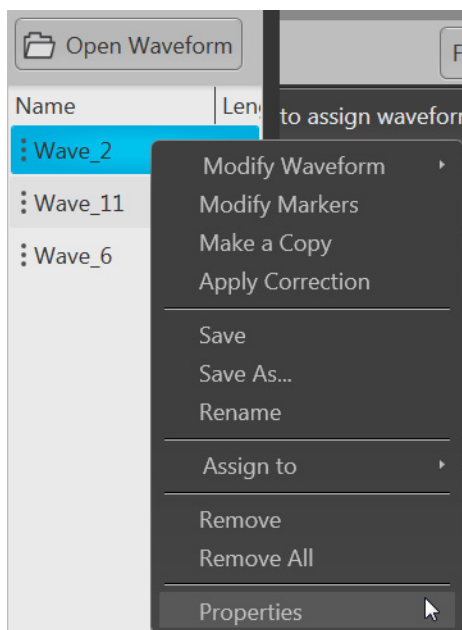 Open Waveform
Name
to assign
Wave_2
Wave_11
Wave_6
Modify Waveform
Modify Markers
Make a Copy
Apply Correction
Save
Save As...
Rename
Assign to
Remove
Remove All
Properties